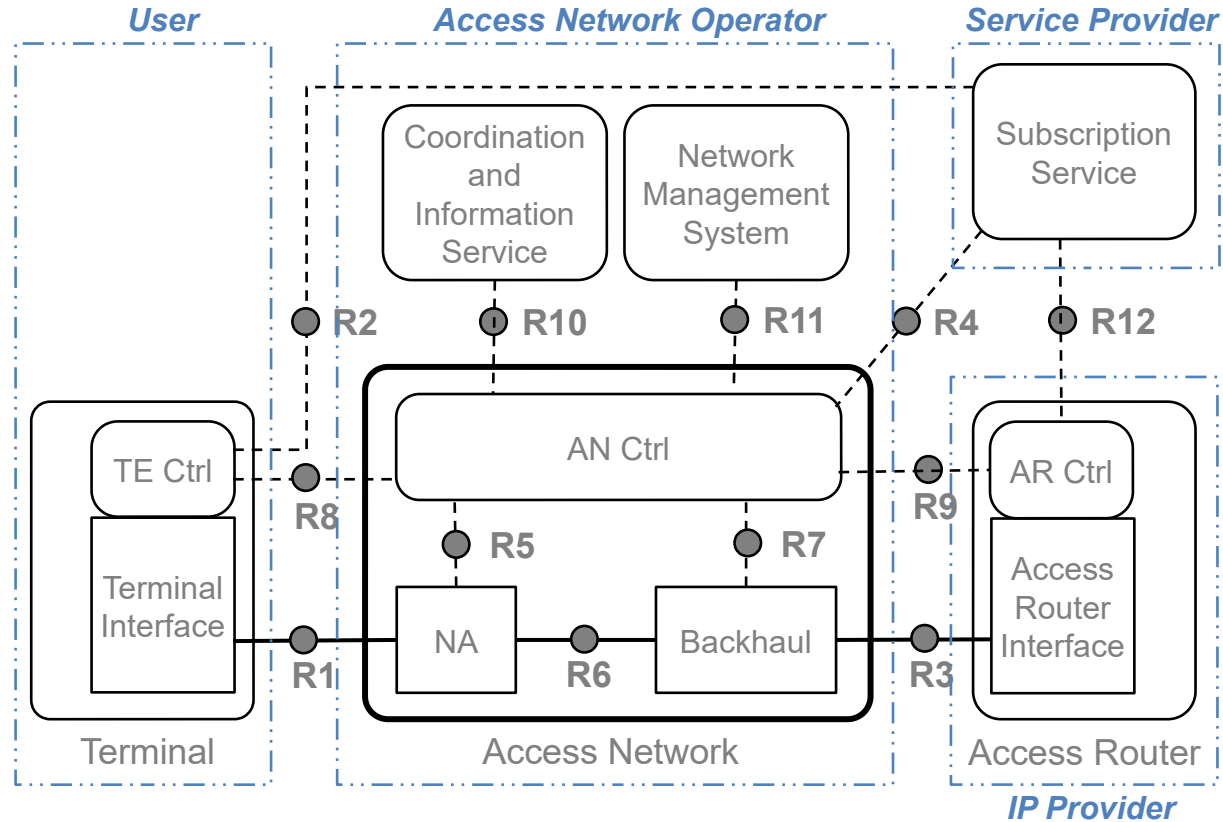 User
Access Network Operator
Service Provider
Coordination
and
Information
Service
Network
Management
System
Subscription
Service
R2
R10
R11
R4
R12
TE Ctrl
AN Ctrl
AR Ctrl
R8
R9
R5
R7
Terminal
Interface
NA
Backhaul
Access
Router
Interface
R1
R6
R3
Terminal
Access Network
Access Router
IP Provider